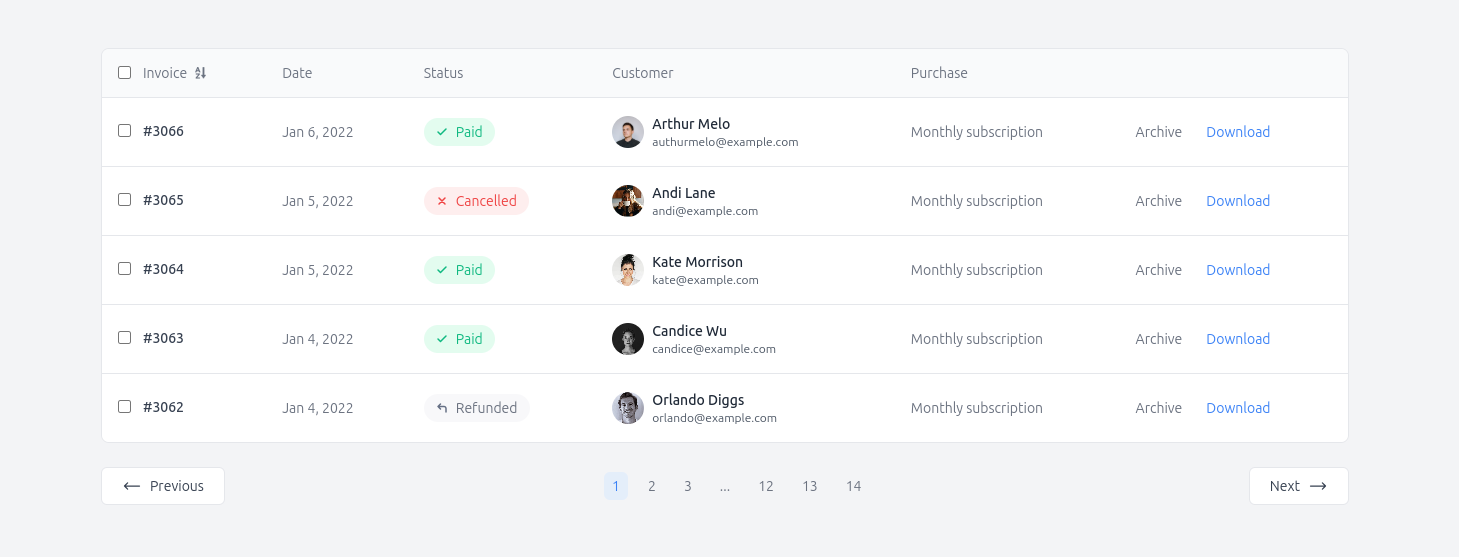 Invoice Date Status Customer Purchase
#3066 Jan 6, 2022 Paid Arthur Melo Monthly subscription Archive Download
authurmelo@example.com
#3065 Jan 5, 2022 Cancelled Andi Lane Monthly subscription Archive Download
andi@example.com
#3064 Jan 5, 2022 Paid Kate Morrison Monthly subscription Archive Download
kate@example.com
#3063 Jan 4, 2022 Paid Candice Wu Monthly subscription Archive Download
candice@example.com
#3062 Jan 4, 2022 Refunded Orlando Diggs Monthly subscription Archive Download
orlando@example.com
Previous 1 2 3 ... 12 13 14 Next